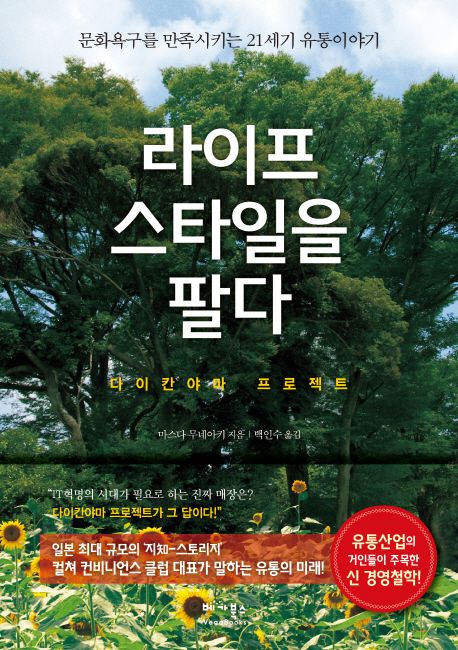 문화욕구를 만족시키는 21세기 유통이야기
라이프
스타일을
팔다
다이칸야마 프로젝트
마스다 무네아키 지음 | 백인수 옮김
“IT혁명의 시대가 필요로 하는 진짜 매장은?
다이칸야마 프로젝트가 그 답이다!”
일본 최대 규모의 ‘지知-스토리지’
컬쳐 컨비니언스 클럽 대표가 말하는 유통의 미래!
유통산업의
거인들이 주목한
신 경영철학!
베가북스
VegaBooks